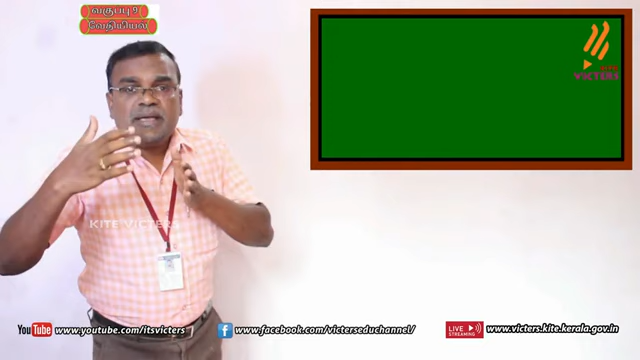 வகுப்பு 9
வேதியியல்
KITE
VICTERS
KITE VICTERS
YouTube www.youtube.com/itsvicters
f www.facebook.com/victerseduchannel/
LIVE STREAMING
www.victers.kite.kerala.gov.in